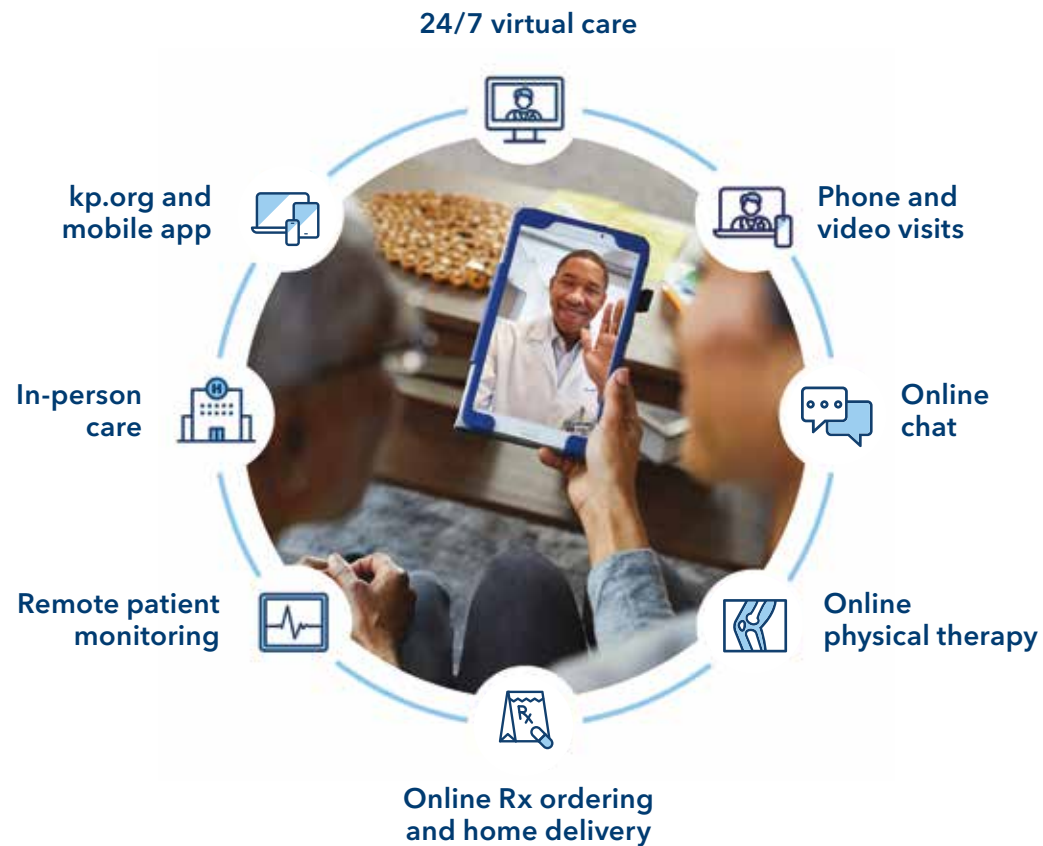 24/7 virtual care
Phone and
video visits
Online
chat
Online
physical therapy
Online Rx ordering
and home delivery
Rx
Remote patient
monitoring
In-person
care
H
kp.org and
mobile app